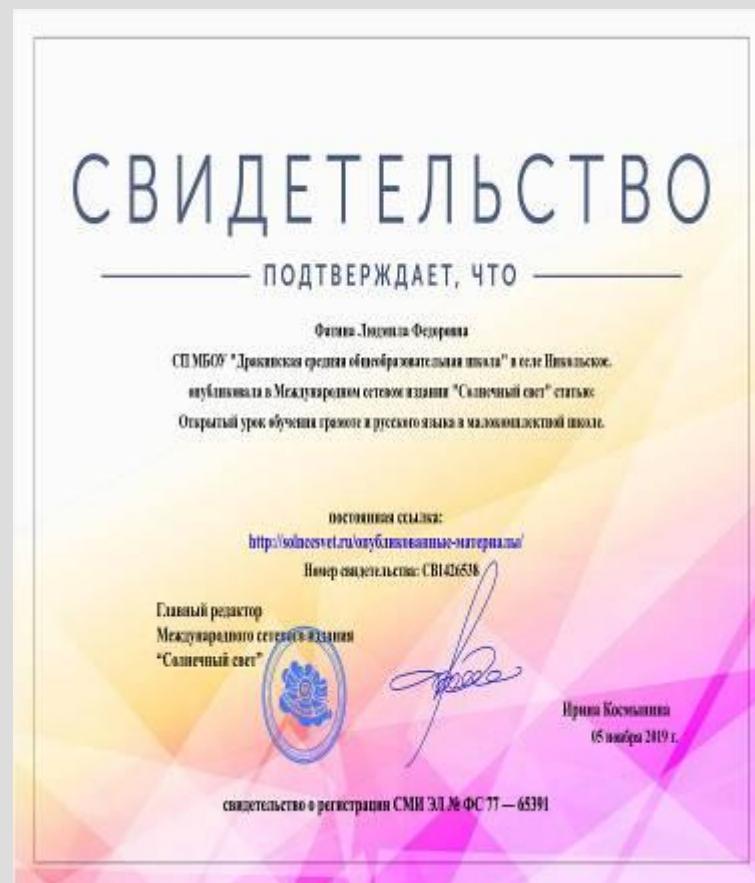 СВИДЕТЕЛЬСТВО
ПОДТВЕРЖДАЕТ, ЧТО
Фатина Людмила Федоровна
СП МБОУ "Дракинская средняя общеобразовательная школа" в селе Никольское.
опубликовала в Международном сетевом издании "Солнечный свет" статью:
Открытый урок обучения грамоте и русского языка в малокомплектной школе.
постоянная ссылка:
http://solncesvet.ru/опубликованные-материалы/
Номер свидетельства: СВ1426538
Главный редактор
Международного сетевого издания
"Солнечный свет"
Ирина Космынина
05 ноября 2019 г.
свидетельство о регистрации СМИ ЭЛ № ФС 77 — 65391